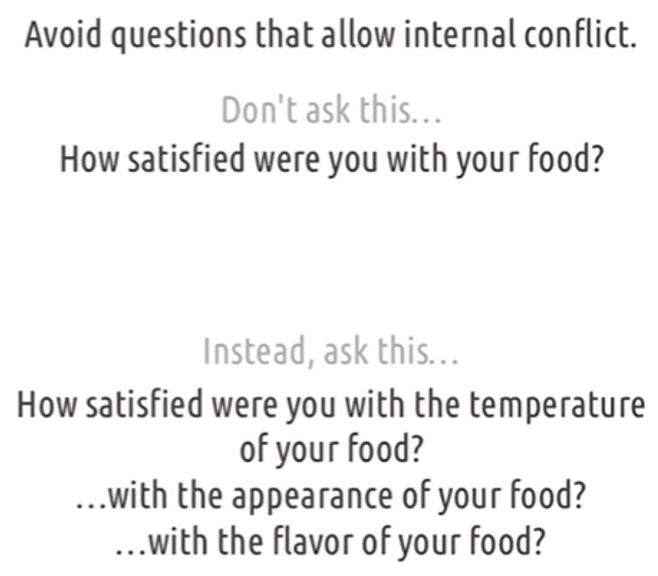 Avoid questions that allow internal conflict.
Don't ask this...
How satisfied were you with your food?
Instead, ask this...
How satisfied were you with the temperature
of your food?
...with the appearance of your food?
...with the flavor of your food?